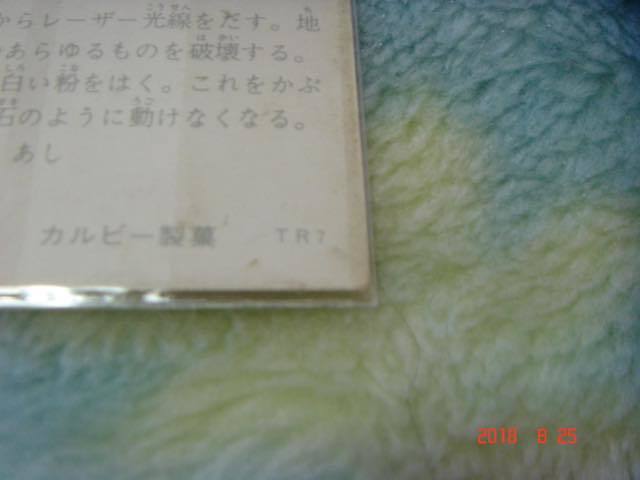 からレーザー光線をだす。地
あらゆるものを破壊する。
白い粉をはく。これをかぶ
石のように動けなくなる。
あし
カルビー製菓 TR7
2018 8 25